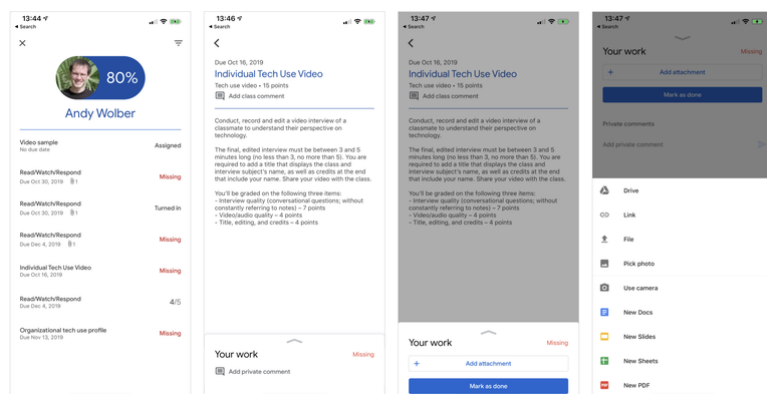 13:44
Search
80%
Andy Wolber
Video sample
No due date
Assigned
Read/Watch/Respond
Due Oct 30, 2019 1
Missing
Read/Watch/Respond
Due Oct 30, 2019 1
Turned in
Read/Watch/Respond
Due Dec 4, 2019 1
Missing
Individual Tech Use Video
Due Oct 16, 2019
Missing
Read/Watch/Respond
Due Dec 4, 2019
4/5
Organizational tech use profile
Due Nov 13, 2019
Missing
13:46
Search
Due Oct 16, 2019
Individual Tech Use Video
Tech use video • 15 points
Add class comment
Conduct, record and edit a video interview of a
classmate to understand their perspective on
technology.
The final, edited interview must be between 3 and 5
minutes long (no less than 3, no more than 5). You are
required to add a title that displays the class and
interview subject's name, as well as credits at the end
that include your name. Share your video with the class.
You'll be graded on the following three items:
- Interview quality (conversational questions; without
constantly referring to notes) – 7 points
- Video/audio quality – 4 points
- Title, editing, and credits – 4 points
Your work
Missing
Add private comment
13:47
Search
Due Oct 16, 2019
Individual Tech Use Video
Tech use video • 15 points
Add class comment
Conduct, record and edit a video interview of a
classmate to understand their perspective on
technology.
The final, edited interview must be between 3 and 5
minutes long (no less than 3, no more than 5). You are
required to add a title that displays the class and
interview subject's name, as well as credits at the end
that include your name. Share your video with the class.
You'll be graded on the following three items:
- Interview quality (conversational questions; without
constantly referring to notes) – 7 points
- Video/audio quality – 4 points
- Title, editing, and credits – 4 points
Your work
Missing
+ Add attachment
Mark as done
13:47
Search
Your work
Missing
+ Add attachment
Mark as done
Private comments
Add private comment
Drive
Link
File
Pick photo
Use camera
New Docs
New Slides
New Sheets
PDF New PDF